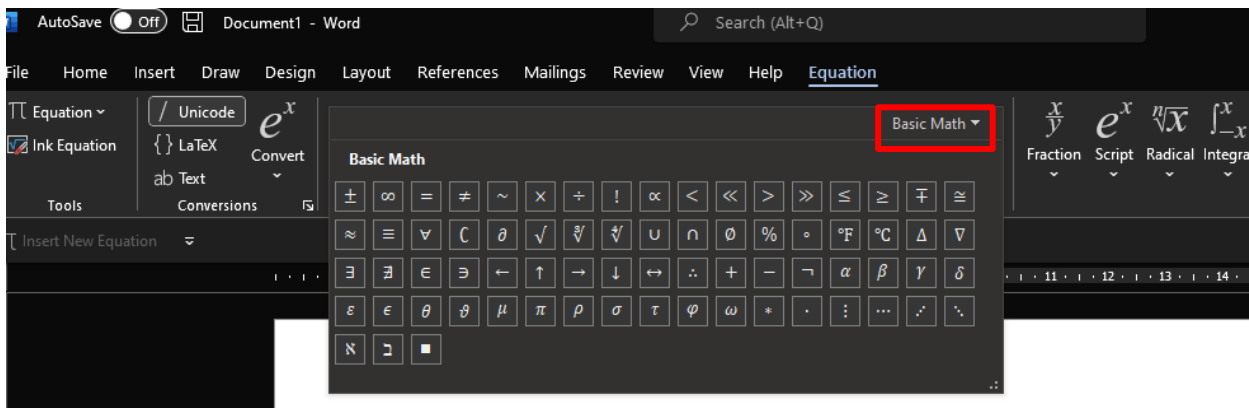 AutoSave Off Document1 - Word Search (Alt+Q)
File Home Insert Draw Design Layout References Mailings Review View Help Equation
Equation / Unicode e^x Basic Math x/y e^x ⁿ√x ∫_-x^x
Ink Equation {} LaTeX Convert Fraction Script Radical Integra
ab Text Basic Math
Tools Conversions
± ∞ = ≠ ~ × ÷ ! ∝ < ≪ > ≫ ≤ ≥ ∓ ≅
Insert New Equation
≈ ≡ ∀ ∁ ∂ √ ∛ ∜ ∪ ∩ ∅ % ° °F °C ∆ ∇
∃ ∄ ∈ ∋ ← ↑ → ↓ ↔ ∴ + − ¬ α β γ δ
11 12 13 14
ε ϵ θ ϑ μ π ρ σ τ φ ω * ∙ ⋮ ⋯ ⋰ ⋱
ℵ ℶ ■